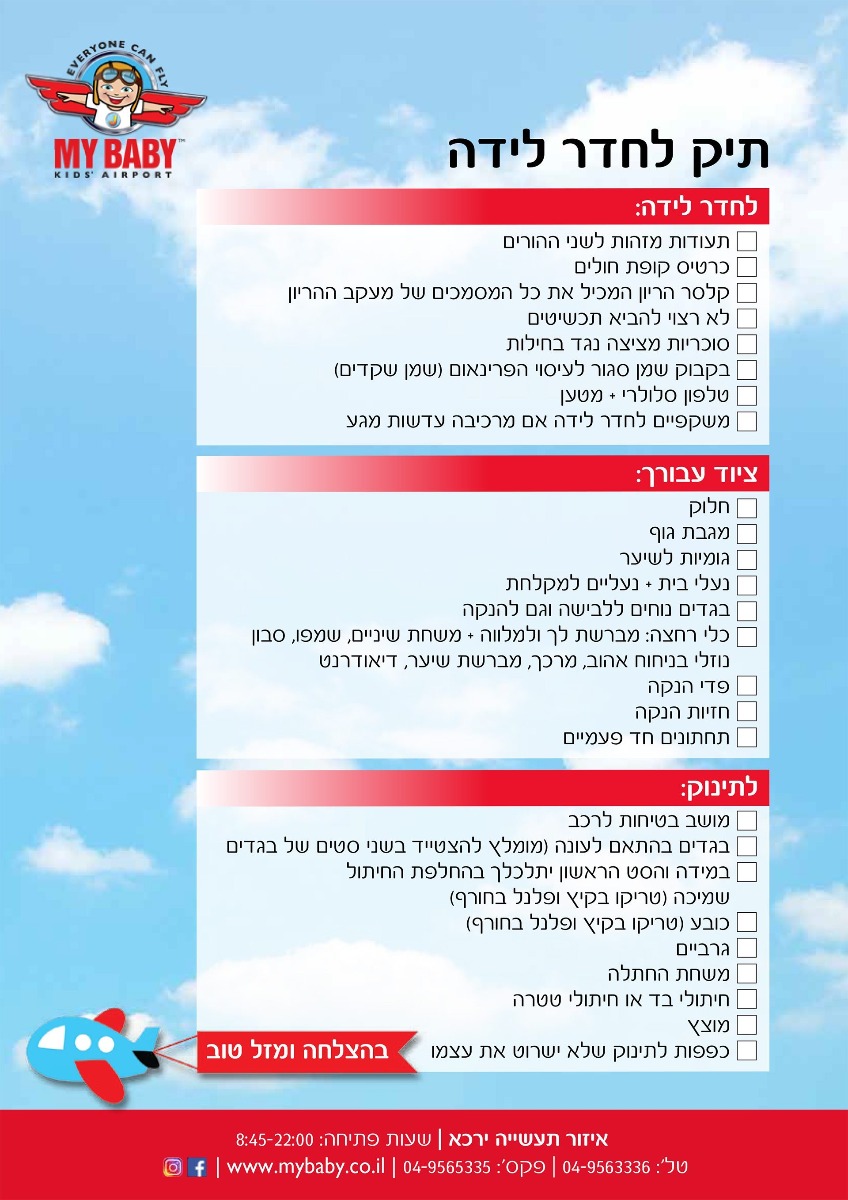 EVERYONE CAN FLY
MY BABY™
KIDS' AIRPORT
תיק לחדר לידה
לחדר לידה:
תעודות מזהות לשני ההורים
כרטיס קופת חולים
קלסר הריון המכיל את כל המסמכים של מעקב ההריון
לא רצוי להביא תכשיטים
סוכריות מציצה נגד בחילות
בקבוק שמן סגור לעיסוי הפרינאום (שמן שקדים)
טלפון סלולרי + מטען
משקפיים לחדר לידה אם מרכיבה עדשות מגע
ציוד עבורך:
חלוק
מגבת גוף
גומיות לשיער
נעלי בית + נעליים למקלחת
בגדים נוחים ללבישה וגם להנקה
כלי רחצה: מברשת לך ולמלווה + משחת שיניים, שמפו, סבון
נוזלי בניחוח אהוב, מרכך, מברשת שיער, דיאודרנט
פדי הנקה
חזיות הנקה
תחתונים חד פעמיים
לתינוק:
מושב בטיחות לרכב
בגדים בהתאם לעונה (מומלץ להצטייד בשני סטים של בגדים
במידה והסט הראשון יתלכלך בהחלפת החיתול
שמיכה (טריקו בקיץ ופלנל בחורף)
כובע (טריקו בקיץ ופלנל בחורף)
גרביים
משחת החתלה
חיתולי בד או חיתולי טטרה
מוצץ
כפפות לתינוק שלא ישרוט את עצמו
בהצלחה ומזל טוב
איזור תעשייה ירכא | שעות פתיחה: 8:45-22:00
טל': 04-9563336 | פקס': 04-9565335 | www.mybaby.co.il |